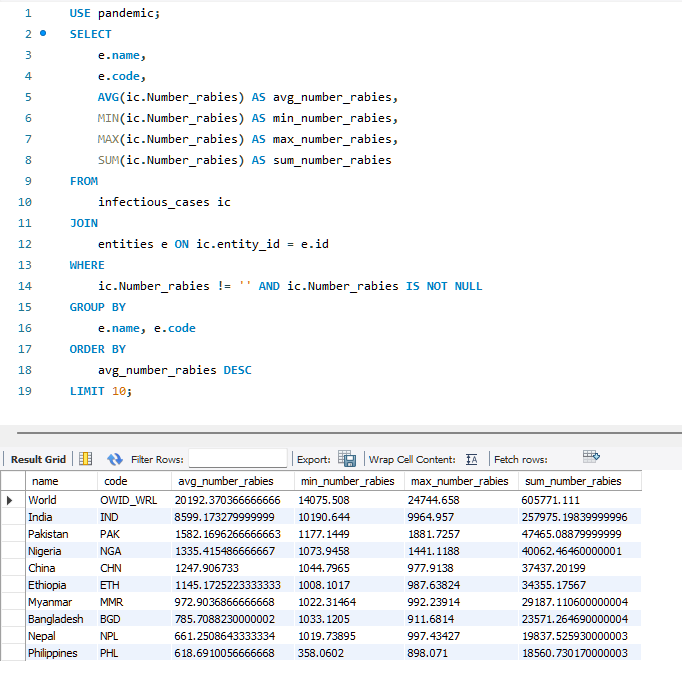 1 USE pandemic;
2 SELECT
3 e.name,
4 e.code,
5 AVG(ic.Number_rabies) AS avg_number_rabies,
6 MIN(ic.Number_rabies) AS min_number_rabies,
7 MAX(ic.Number_rabies) AS max_number_rabies,
8 SUM(ic.Number_rabies) AS sum_number_rabies
9 FROM
10 infectious_cases ic
11 JOIN
12 entities e ON ic.entity_id = e.id
13 WHERE
14 ic.Number_rabies != '' AND ic.Number_rabies IS NOT NULL
15 GROUP BY
16 e.name, e.code
17 ORDER BY
18 avg_number_rabies DESC
19 LIMIT 10;
Result Grid Filter Rows: Export: Wrap Cell Content: IA Fetch rows:
name code avg_number_rabies min_number_rabies max_number_rabies sum_number_rabies
World OWID_WRL 20192.370366666666 14075.508 24744.658 605771.111
India IND 8599.173279999999 10190.644 9964.957 257975.19839999996
Pakistan PAK 1582.1696266666663 1177.1449 1881.7257 47465.08879999999
Nigeria NGA 1335.415486666667 1073.9458 1441.1188 40062.46460000001
China CHN 1247.906733 1044.7965 977.9138 37437.20199
Ethiopia ETH 1145.1725223333333 1008.1017 987.63824 34355.17567
Myanmar MMR 972.9036866666668 1022.31464 992.23914 29187.110600000004
Bangladesh BGD 785.7088230000002 1033.1205 911.6814 23571.264690000004
Nepal NPL 661.2508643333334 1019.73895 997.43427 19837.525930000003
Philippines PHL 618.6910056666668 358.0602 898.071 18560.730170000003